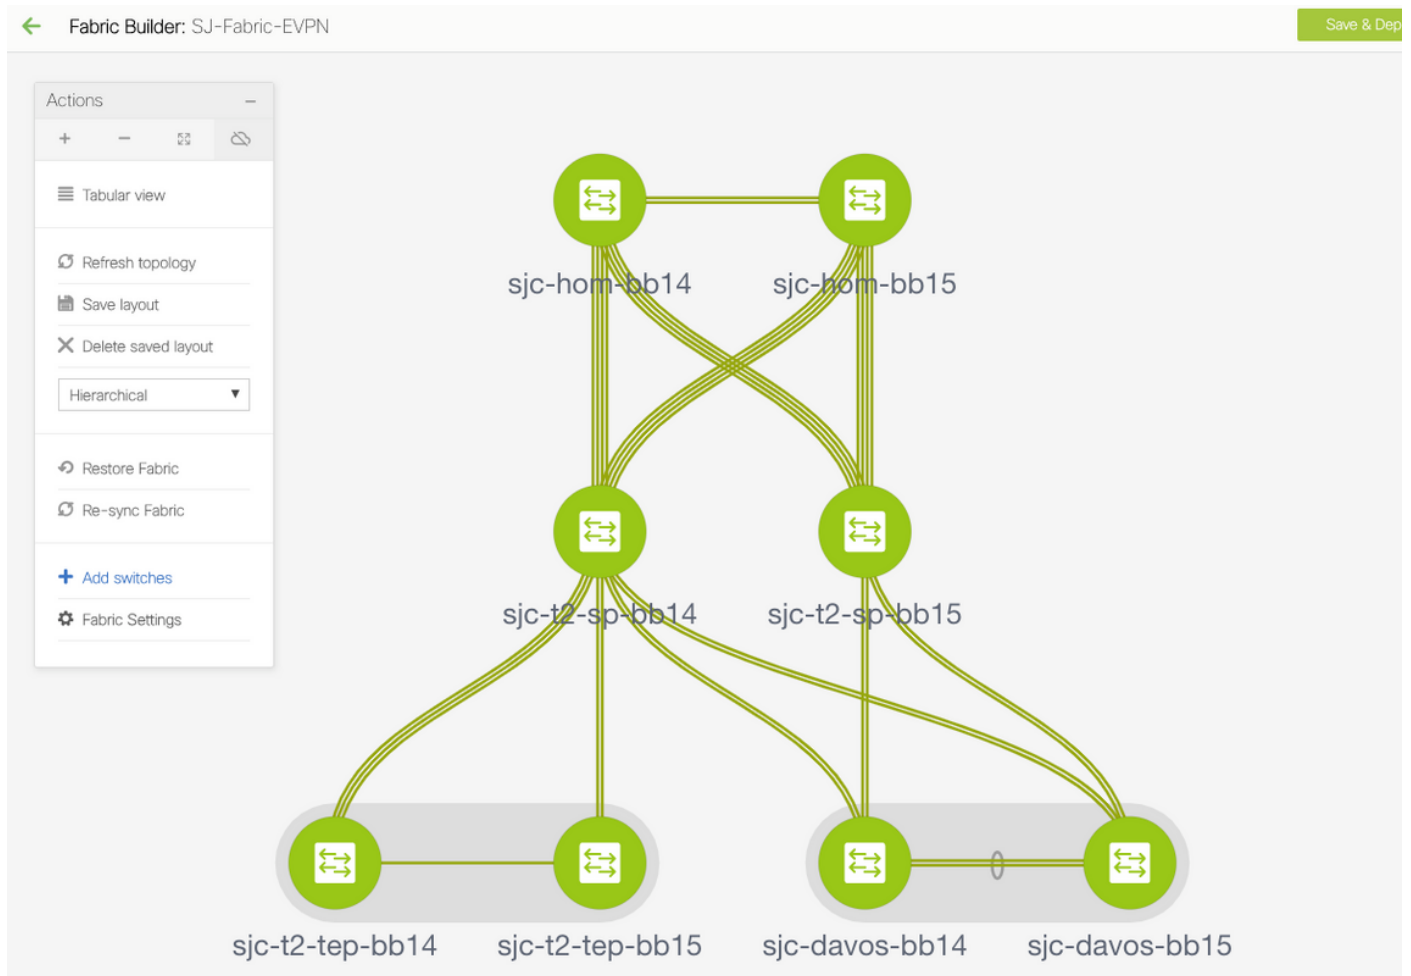 Fabric Builder: SJ-Fabric-EVPN
Save & Dep
Actions
Tabular view
Refresh topology
Save layout
Delete saved layout
Hierarchical
Restore Fabric
Re-sync Fabric
Add switches
Fabric Settings
sjc-hom-bb14
sjc-hom-bb15
sjc-t2-sp-bb14
sjc-t2-sp-bb15
sjc-t2-tep-bb14
sjc-t2-tep-bb15
sjc-davos-bb14
sjc-davos-bb15